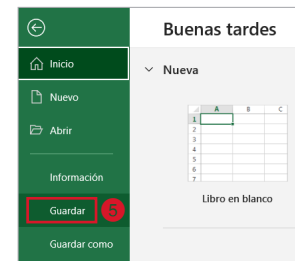 Buenas tardes
Inicio
Nueva
Nuevo
Abrir
A B C
1
2
3
4
5
6
7
Libro en blanco
Información
Guardar 5
Guardar como